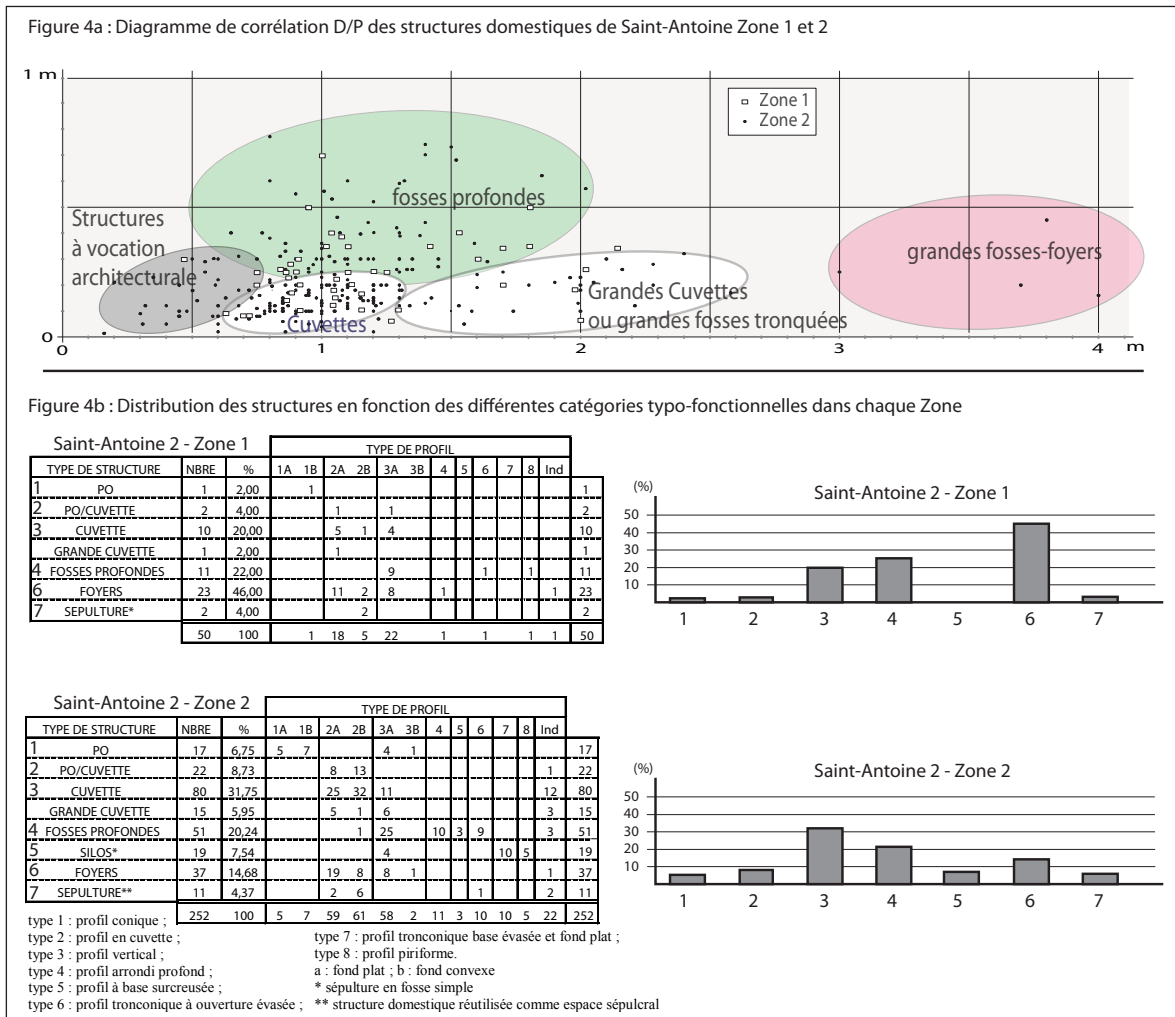 Figure 4a : Diagramme de corrélation D/P des structures domestiques de Saint-Antoine Zone 1 et 2
1 m
Zone 1
Zone 2
fosses profondes
Structures
à vocation
architecturale
grandes fosses-foyers
Grandes Cuvettes
ou grandes fosses tronquées
Cuvettes
0
0 1 2 3 4 m
Figure 4b : Distribution des structures en fonction des différentes catégories typo-fonctionnelles dans chaque Zone
Saint-Antoine 2 - Zone 1 TYPE DE PROFIL
TYPE DE STRUCTURE NBRE % 1A 1B 2A 2B 3A 3B 4 5 6 7 8 Ind
1 PO 1 2,00 1 1
2 PO/CUVETTE 2 4,00 1 1 2
3 CUVETTE 10 20,00 5 1 4 10
GRANDE CUVETTE 1 2,00 1 1
4 FOSSES PROFONDES 11 22,00 9 1 1 11
6 FOYERS 23 46,00 11 2 8 1 1 23
7 SEPULTURE* 2 4,00 2 2
50 100 1 18 5 22 1 1 1 1 50
Saint-Antoine 2 - Zone 1
(%)
50
40
30
20
10
1 2 3 4 5 6 7
Saint-Antoine 2 - Zone 2 TYPE DE PROFIL
TYPE DE STRUCTURE NBRE % 1A 1B 2A 2B 3A 3B 4 5 6 7 8 Ind
1 PO 17 6,75 5 7 4 1 17
2 PO/CUVETTE 22 8,73 8 13 1 22
3 CUVETTE 80 31,75 25 32 11 12 80
GRANDE CUVETTE 15 5,95 5 1 6 3 15
4 FOSSES PROFONDES 51 20,24 1 25 10 3 9 3 51
5 SILOS* 19 7,54 4 10 5 19
6 FOYERS 37 14,68 19 8 8 1 1 37
7 SEPULTURE** 11 4,37 2 6 1 2 11
252 100 5 7 59 61 58 2 11 3 10 10 5 22 252
Saint-Antoine 2 - Zone 2
(%)
50
40
30
20
10
1 2 3 4 5 6 7
type 1 : profil conique ;
type 2 : profil en cuvette ;
type 3 : profil vertical ;
type 4 : profil arrondi profond ;
type 5 : profil à base surcreusée ;
type 6 : profil tronconique à ouverture évasée ;
type 7 : profil tronconique base évasée et fond plat ;
type 8 : profil piriforme.
a : fond plat ; b : fond convexe
* sépulture en fosse simple
** structure domestique réutilisée comme espace sépulcral